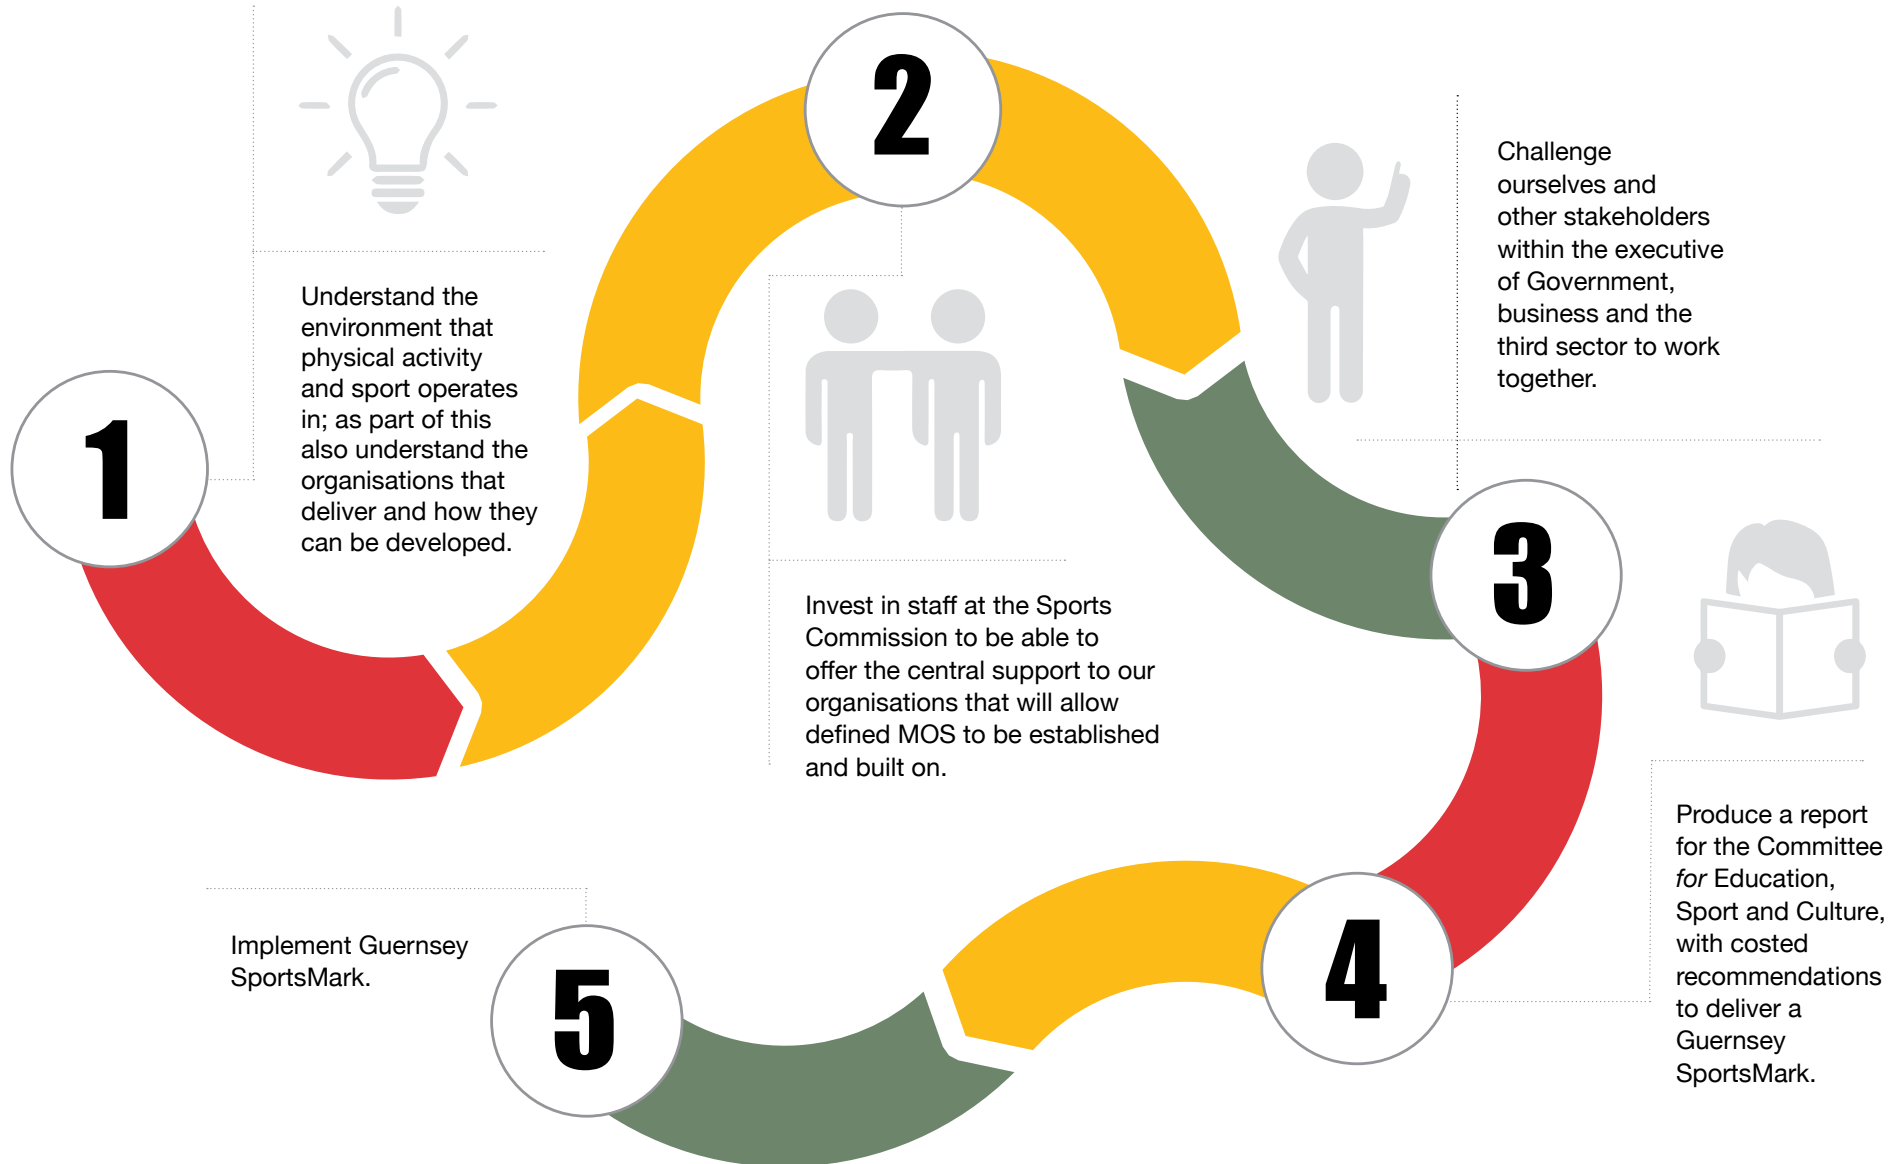 1
Understand the
environment that
physical activity
and sport operates
in; as part of this
also understand the
organisations that
deliver and how they
can be developed.
2
Invest in staff at the Sports
Commission to be able to
offer the central support to our
organisations that will allow
defined MOS to be established
and built on.
3
Challenge
ourselves and
other stakeholders
within the executive
of Government,
business and the
third sector to work
together.
4
Produce a report
for the Committee
for Education,
Sport and Culture,
with costed
recommendations
to deliver a
Guernsey
SportsMark.
5
Implement Guernsey
SportsMark.